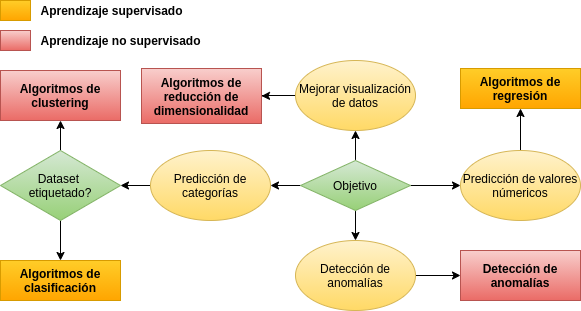 Aprendizaje supervisado
Aprendizaje no supervisado
Algoritmos de
clustering
Algoritmos de
reducción de
dimensionalidad
Mejorar visualización
de datos
Algoritmos de
regresión
Dataset
etiquetado?
Predicción de
categorías
Objetivo
Predicción de valores
númericos
Algoritmos de
clasificación
Detección de
anomalías
Detección de
anomalías